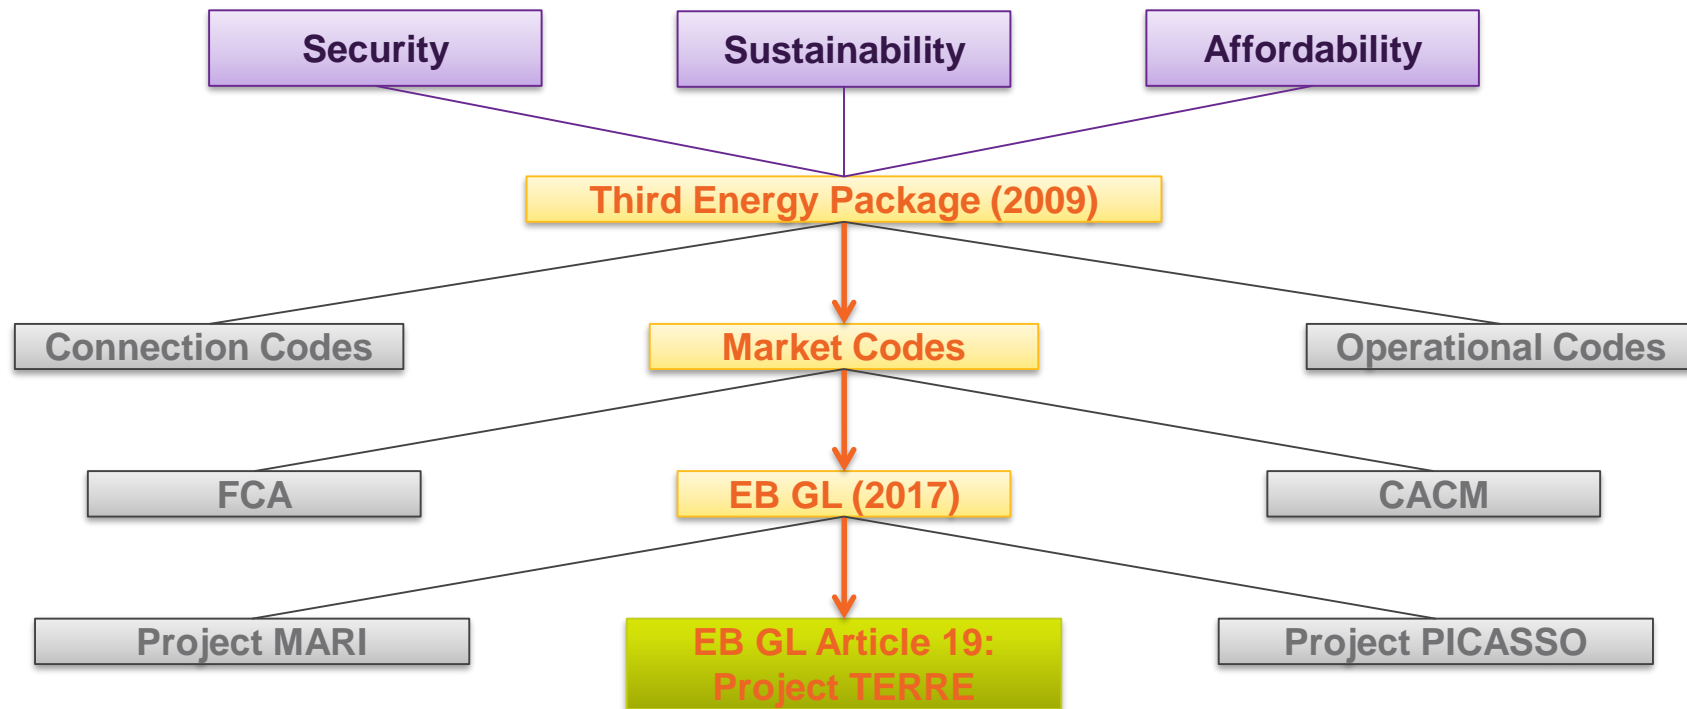 Security
Sustainability
Affordability
Third Energy Package (2009)
Connection Codes
Market Codes
Operational Codes
FCA
EB GL (2017)
CACM
Project MARI
EB GL Article 19:
Project TERRE
Project PICASSO